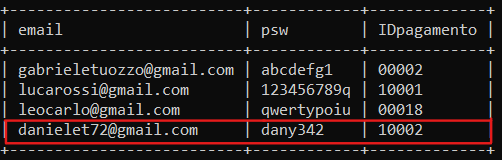 email psw IDpagamento
gabrieletuozzo@gmail.com abcdefg1 00002
lucarossi@gmail.com 123456789q 10001
leocarlo@gmail.com qwertypoiu 00018
danielet72@gmail.com dany342 10002